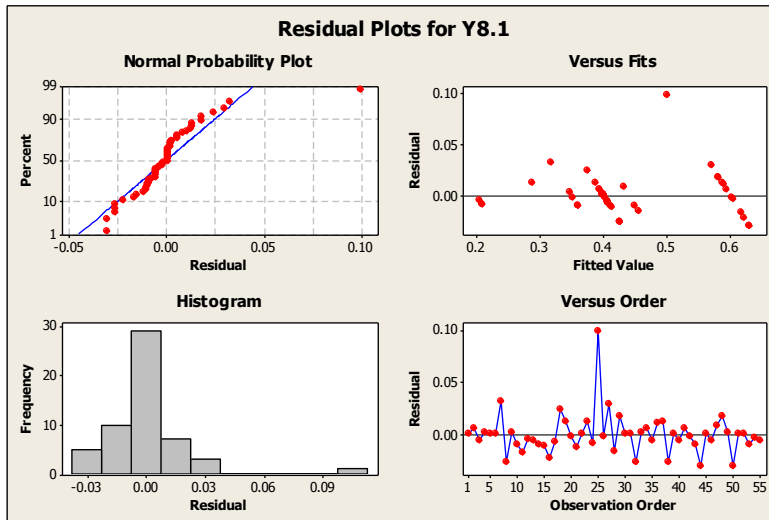 Residual Plots for Y8.1
Normal Probability Plot
99
90
50
10
1
-0.05 0.00 0.05 0.10
Percent
Residual
Versus Fits
0.10
0.05
0.00
0.2 0.3 0.4 0.5 0.6
Residual
Fitted Value
Histogram
30
20
10
0
-0.03 0.00 0.03 0.06 0.09
Frequency
Residual
Versus Order
0.10
0.05
0.00
1 5 10 15 20 25 30 35 40 45 50 55
Residual
Observation Order